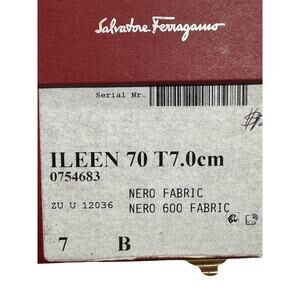 Salvatore Ferragamo
Serial Nr.
ILEEN 70 T7.0cm
0754683
NERO FABRIC
ZU U 12036 NERO 600 FABRIC
7 B